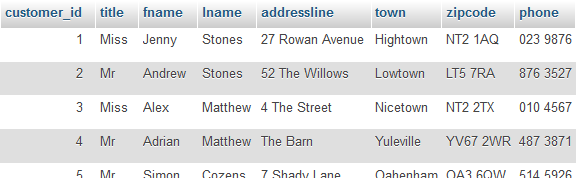 customer_id title fname lname addressline town zipcode phone
1 Miss Jenny Stones 27 Rowan Avenue Hightown NT2 1AQ 023 9876
2 Mr Andrew Stones 52 The Willows Lowtown LT5 7RA 876 3527
3 Miss Alex Matthew 4 The Street Nicetown NT2 2TX 010 4567
4 Mr Adrian Matthew The Barn Yuleville YV67 2WR 487 3871
5 Mr Simon Cozens 7 Shady Lane Oahenham OA3 6QW 514 5926